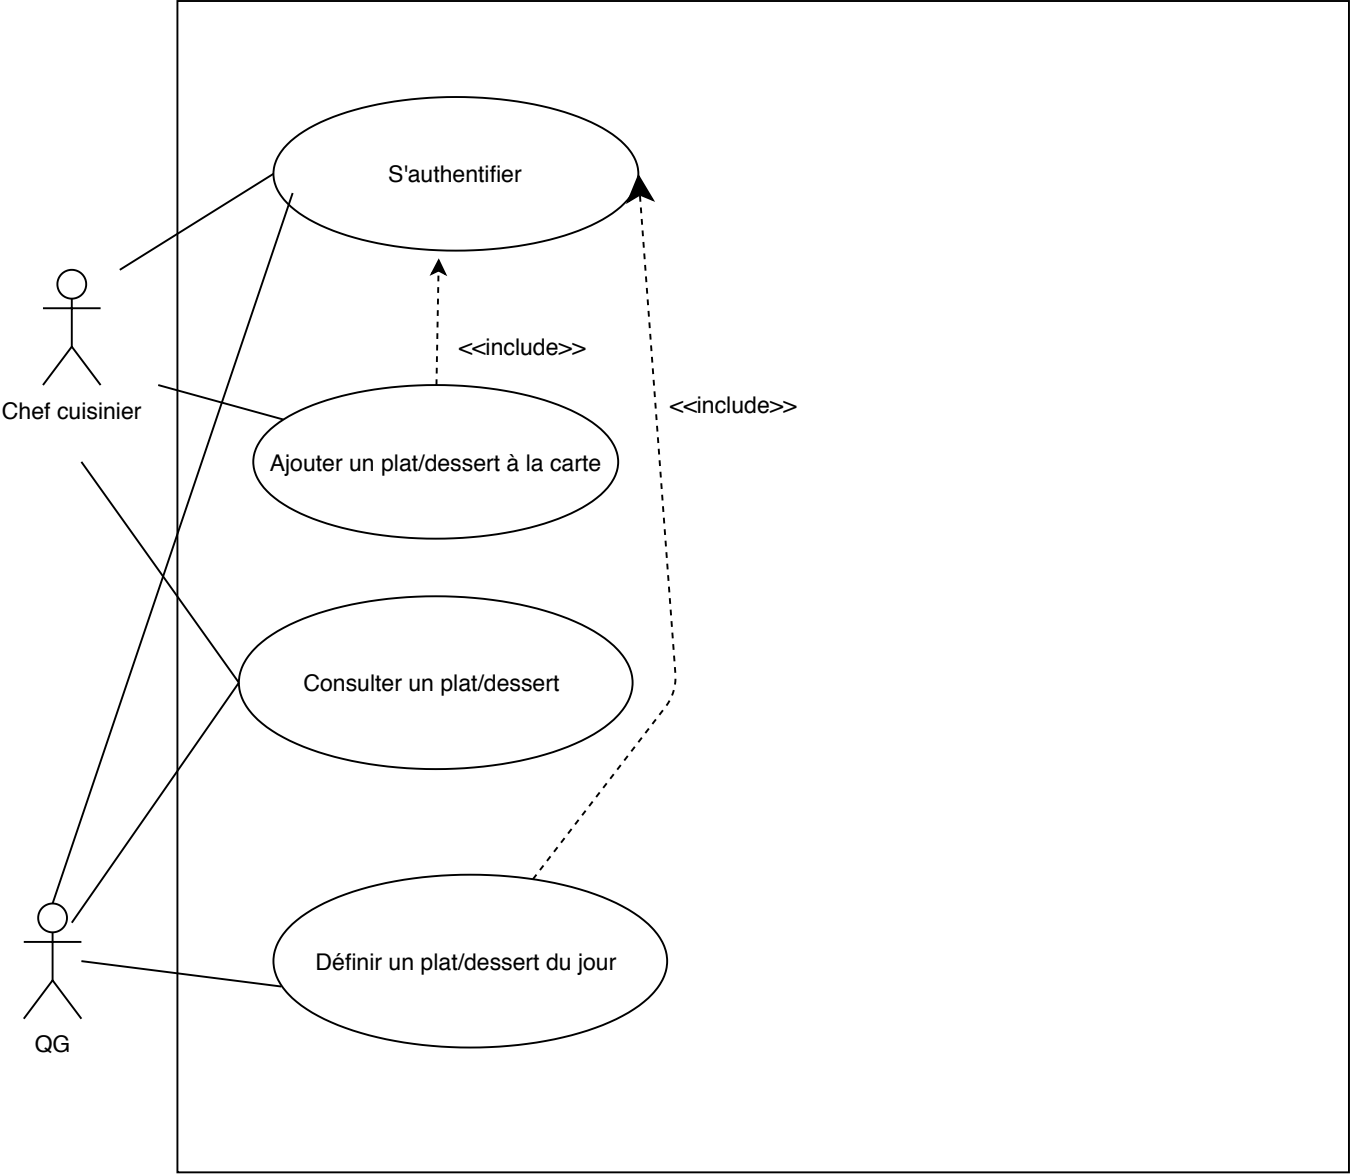 S'authentifier
<<include>>
<<include>>
Chef cuisinier
Ajouter un plat/dessert à la carte
Consulter un plat/dessert
Définir un plat/dessert du jour
QG